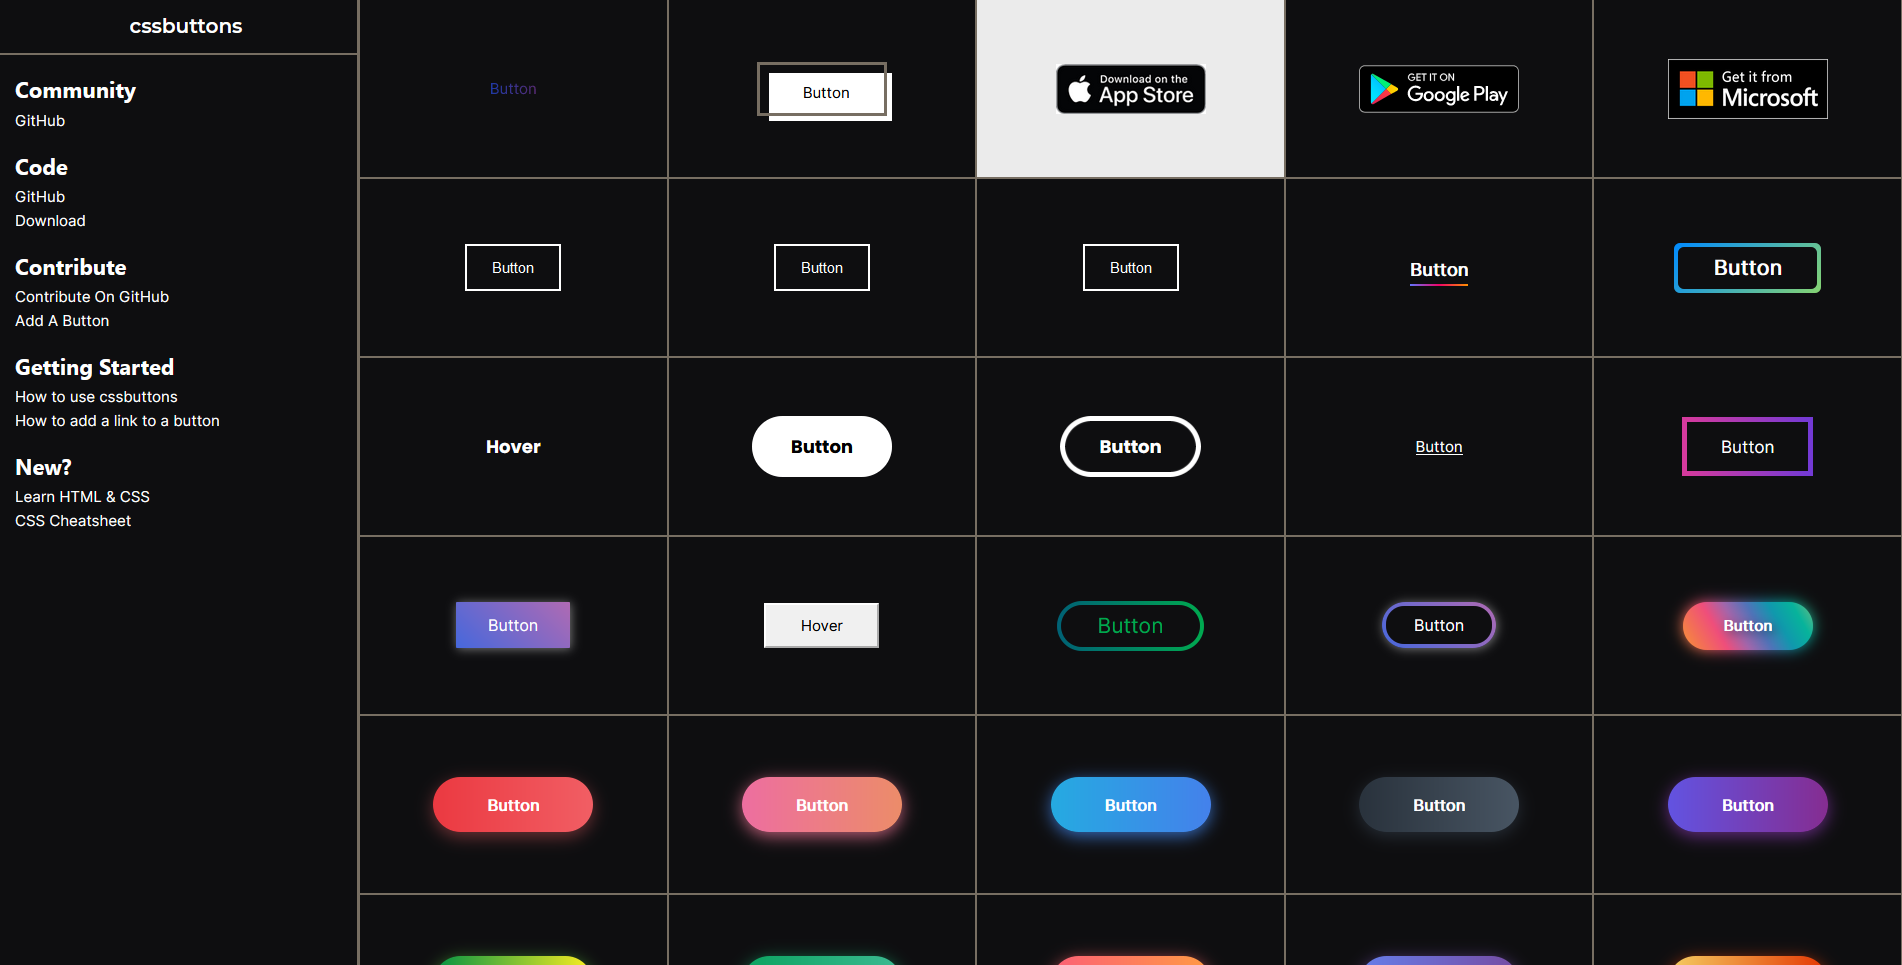 cssbuttons
Community
GitHub
Code
GitHub
Download
Contribute
Contribute On GitHub
Add A Button
Getting Started
How to use cssbuttons
How to add a link to a button
New?
Learn HTML & CSS
CSS Cheatsheet
Button
Button
Download on the
App Store
GET IT ON
Google Play
Get it from
Microsoft
Button
Button
Button
Button
Button
Hover
Button
Button
Button
Button
Button
Hover
Button
Button
Button
Button
Button
Button
Button
Button